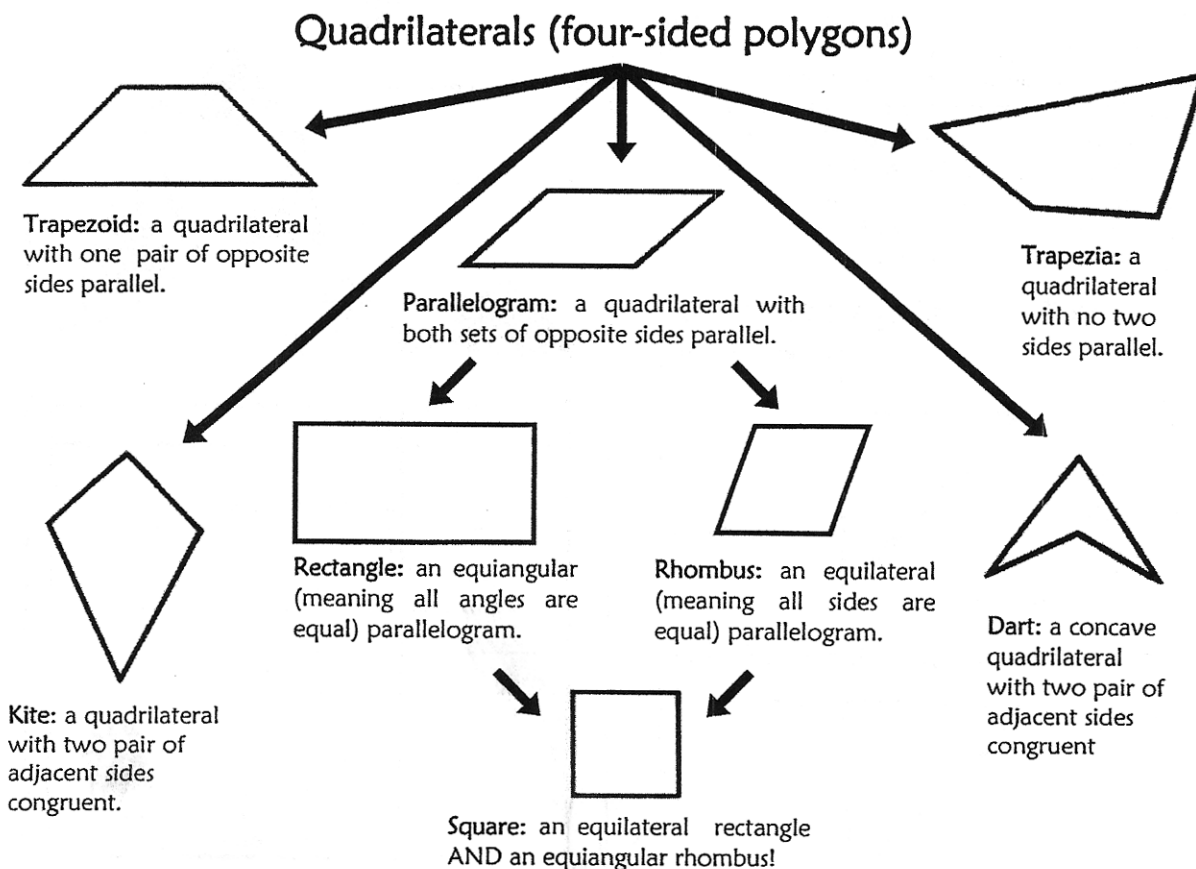 Quadrilaterals (four-sided polygons)
Trapezoid: a quadrilateral
with one pair of opposite
sides parallel.
Parallelogram: a quadrilateral with
both sets of opposite sides parallel.
Trapezia: a
quadrilateral
with no two
sides parallel.
Kite: a quadrilateral
with two pair of
adjacent sides
congruent.
Rectangle: an equiangular
(meaning all angles are
equal) parallelogram.
Rhombus: an equilateral
(meaning all sides are
equal) parallelogram.
Dart: a concave
quadrilateral
with two pair of
adjacent sides
congruent
Square: an equilateral rectangle
AND an equiangular rhombus!